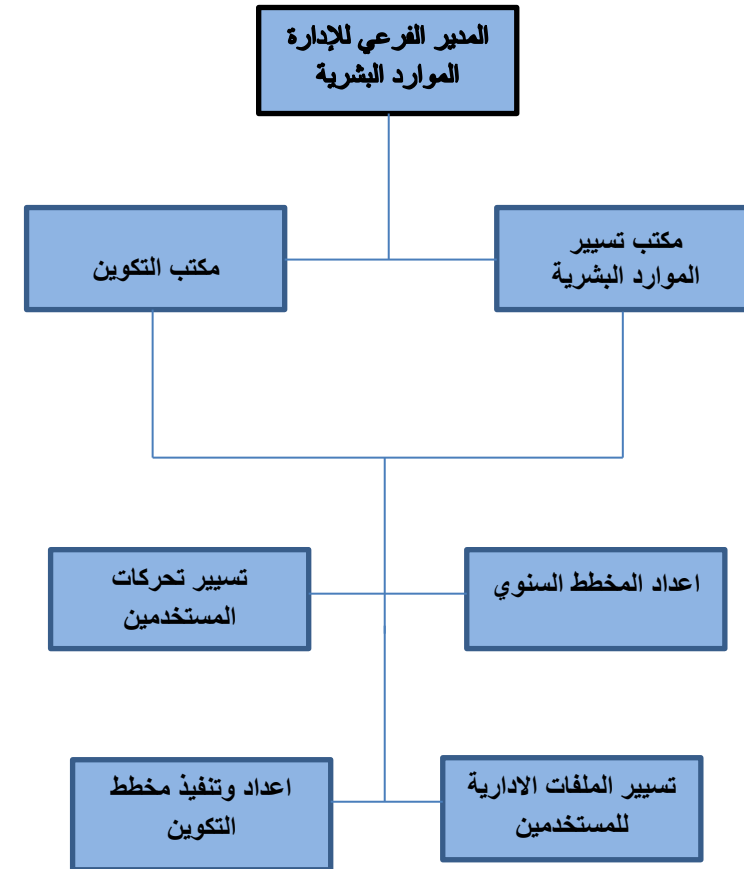 المدير الفرعي للإدارة
الموارد البشرية
مكتب تسيير
الموارد البشرية
مكتب التكوين
اعداد المخطط السنوي
تسيير تحركات
المستخدمين
تسيير الملفات الادارية
للمستخدمين
اعداد وتنفيذ مخطط
التكوين